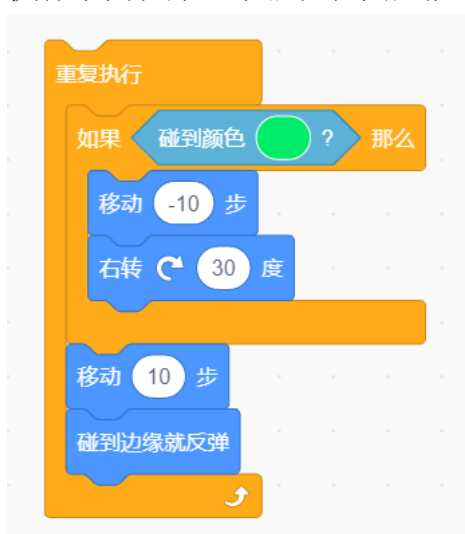 重复执行
如果 碰到颜色 ? 那么
移动 -10 步
右转 30 度
移动 10 步
碰到边缘就反弹